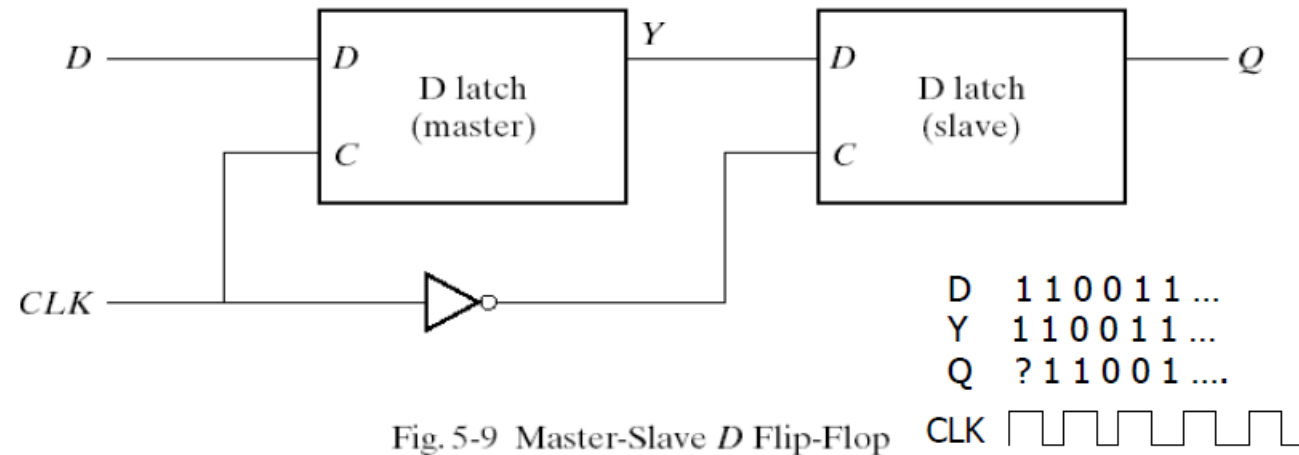 Y
D
D
D latch
(master)
C
D
D latch
(slave)
C
Q
CLK
D 1 1 0 0 1 1 ...
Y 1 1 0 0 1 1 ...
Q ? 1 1 0 0 1 ....
CLK
Fig. 5-9 Master-Slave D Flip-Flop